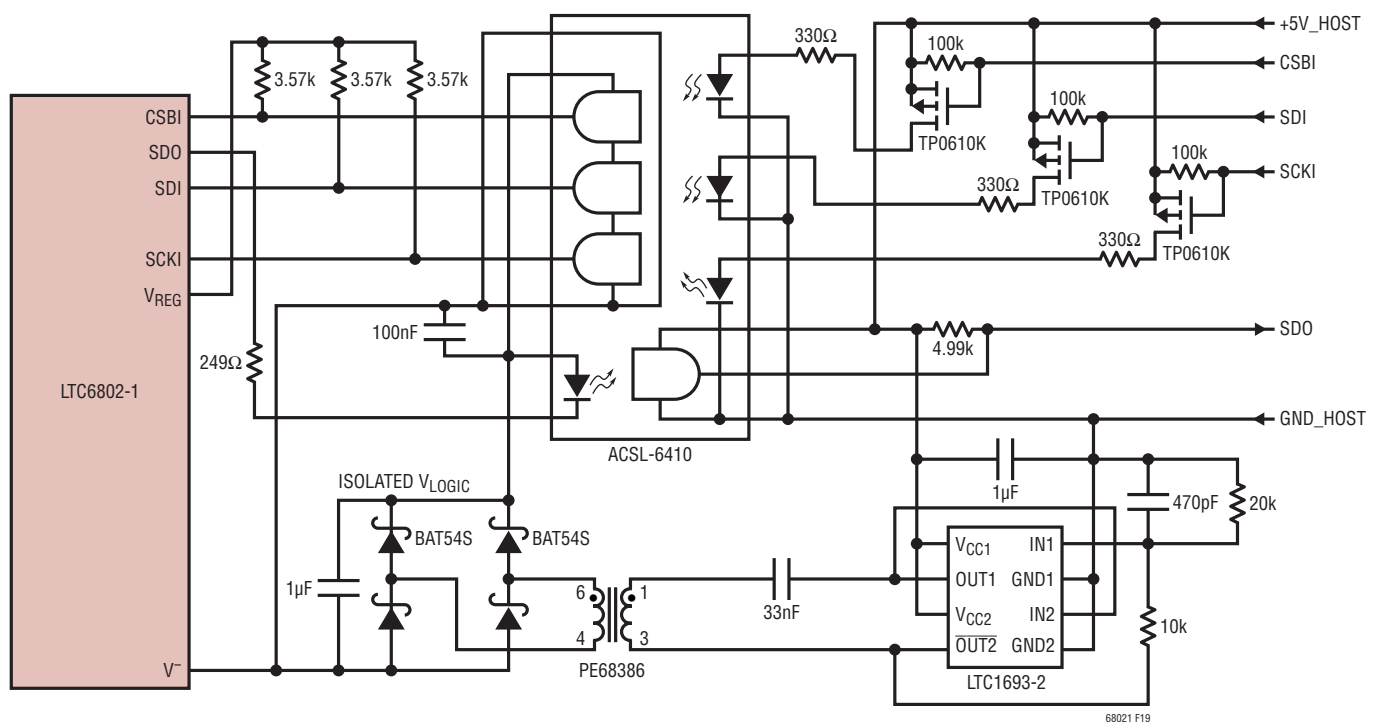 +5V_HOST
330Ω
100k
CSBI
3.57k
3.57k
3.57k
TP0610K
100k
SDI
CSBI
SDO
SDI
SCKI
VREG
330Ω
TP0610K
100k
SCKI
330Ω
TP0610K
100nF
249Ω
4.99k
SDO
LTC6802-1
GND_HOST
ACSL-6410
ISOLATED VLOGIC
BAT54S
BAT54S
1µF
1µF
470pF
20k
VCC1
IN1
OUT1
GND1
VCC2
IN2
OUT2
GND2
33nF
10k
6
1
4
3
V–
PE68386
LTC1693-2
68021 F19